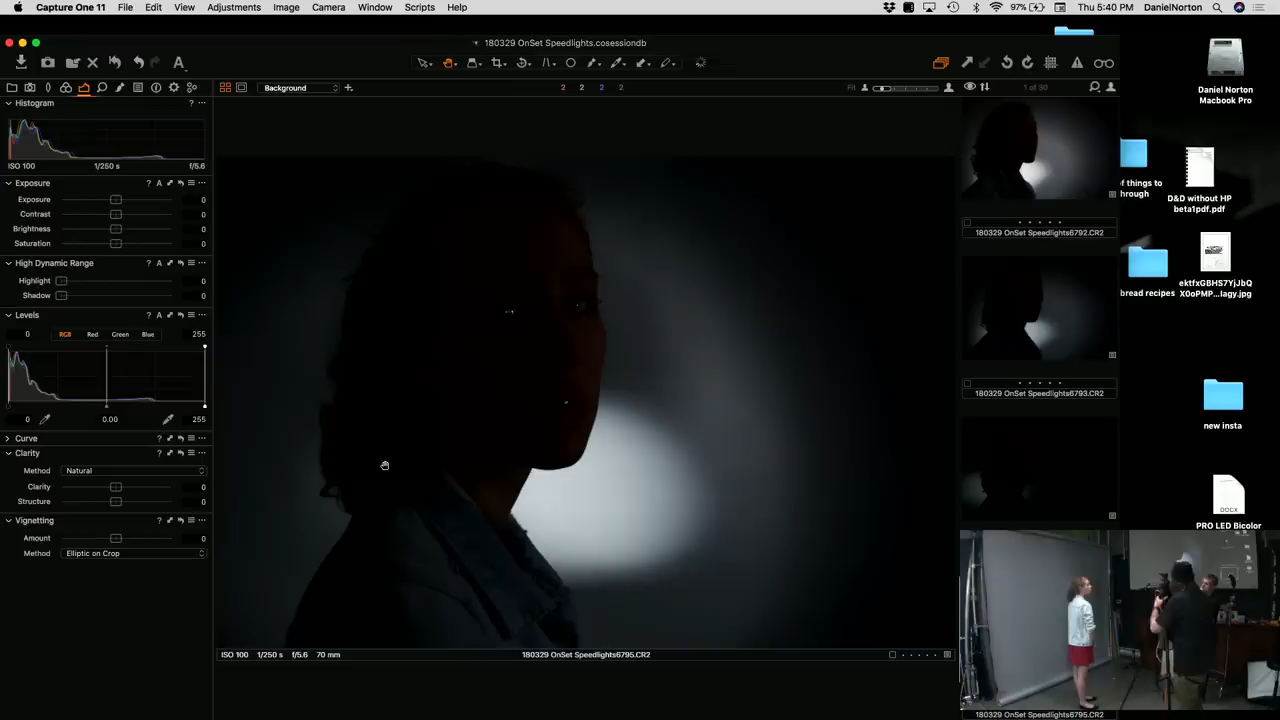 Capture One 11 File Edit View Adjustments Image Camera Window Scripts Help 97% Thu 5:40 PM DanielNorton
180329 OnSet Speedlights.cosessiondb
A
Background
2 2 2 2
Fit
1 of 30
Histogram ? ...
ISO 100 1/250 s f/5.6
Exposure ? A ...
Exposure 0
Contrast 0
Brightness 0
Saturation 0
High Dynamic Range ? A ...
Highlight 0
Shadow 0
Levels ? A ...
0 RGB Red Green Blue 255
0 0.00 255
Curve ? ...
Clarity ? A ...
Method Natural
Clarity 0
Structure 0
Vignetting ? A ...
Amount 0
Method Elliptic on Crop
ISO 100 1/250 s f/5.6 70 mm 180329 OnSet Speedlights6795.CR2
180329 OnSet Speedlights6792.CR2
180329 OnSet Speedlights6793.CR2
180329 OnSet Speedlights6795.CR2
Daniel Norton
Macbook Pro
of things to
through
D&D without HP
beta1pdf.pdf
bread recipes
ektfxGBHS7YjJbQ
X0oPMP...lagy.jpg
new insta
DOCX
PRO LED Bicolor